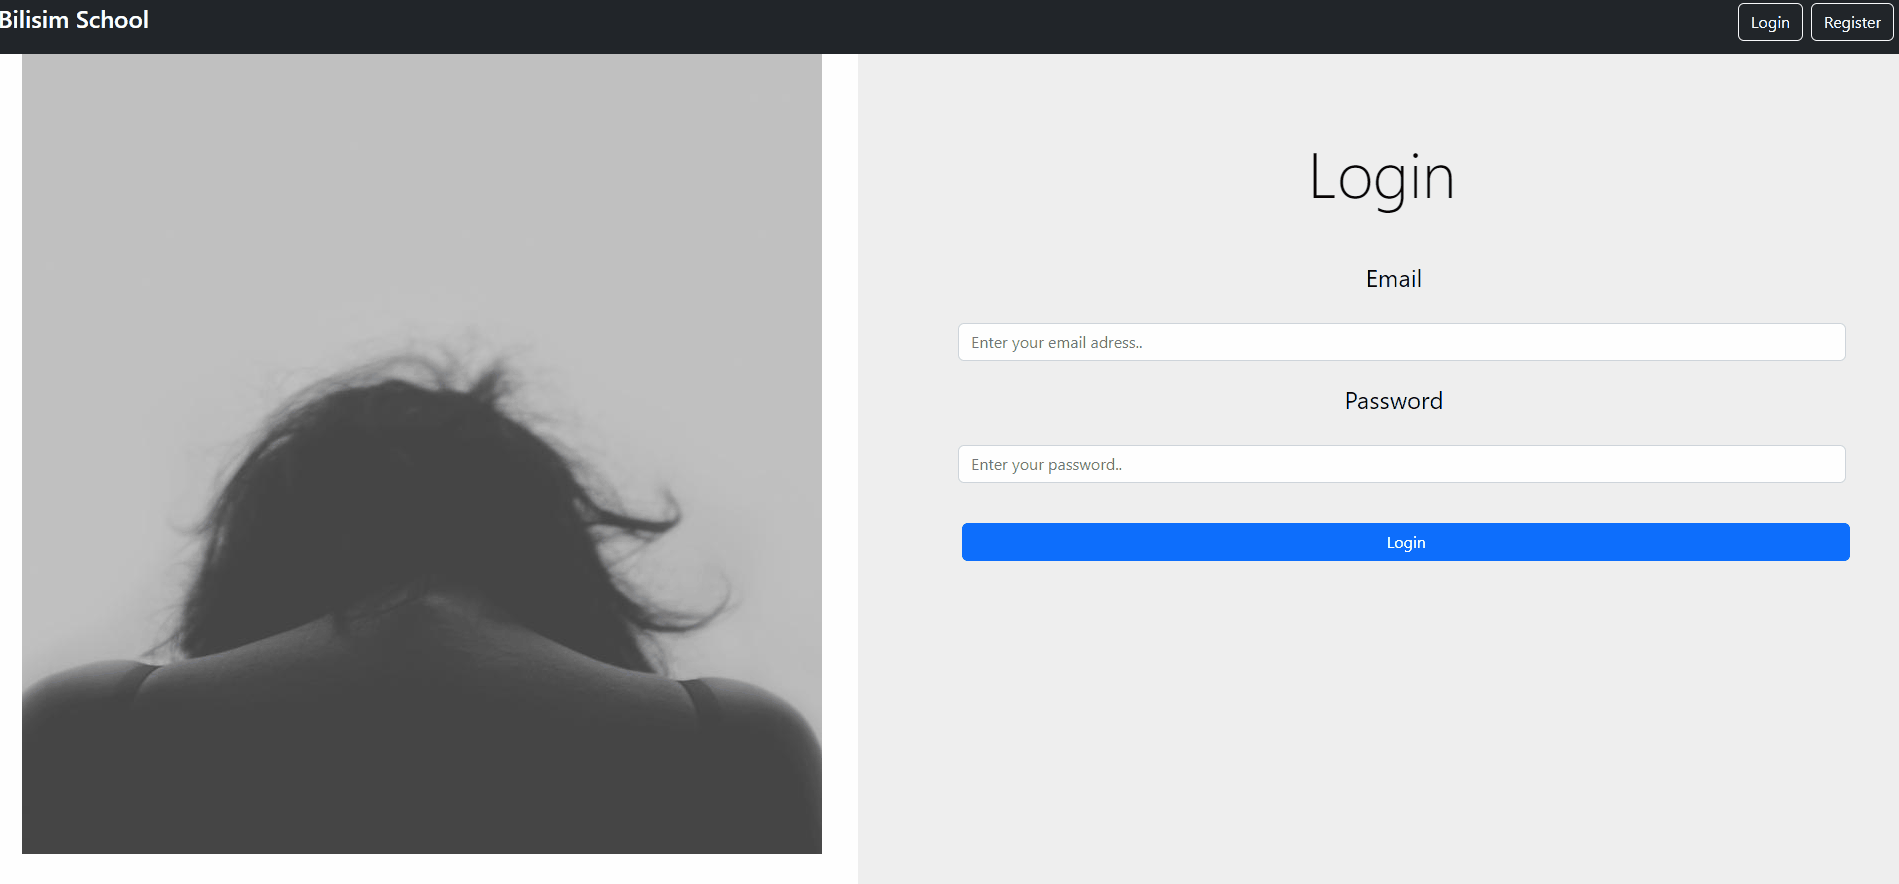 Bilisim School
Login
Register
Login
Email
Enter your email adress..
Password
Enter your password..
Login